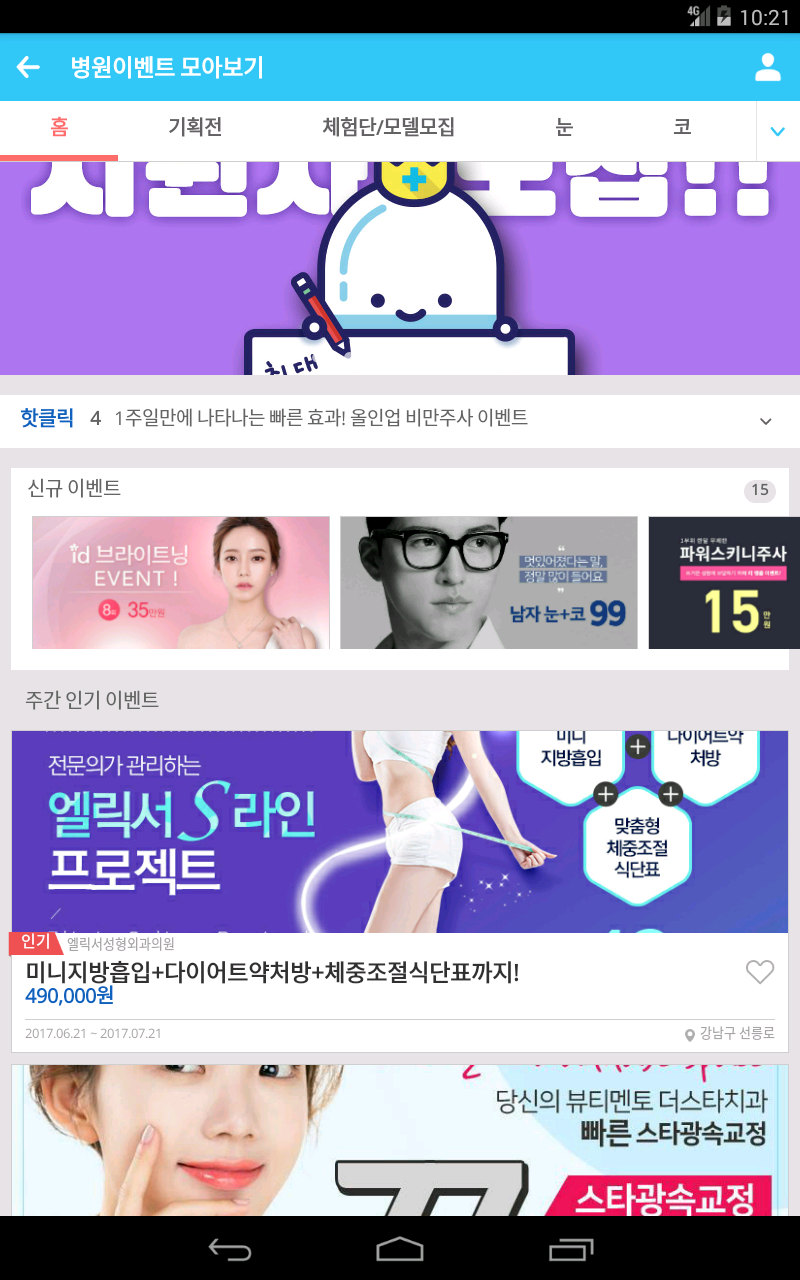 4G 10:21
병원이벤트 모아보기
홈 기획전 체험단/모델모집 눈 코
핫클릭 4 1주일만에 나타나는 빠른 효과! 올인업 비만주사 이벤트
신규 이벤트 15
id 브라이트닝
EVENT !
8회 35만원
멋있어졌다는 말,
정말 많이 들어요
남자 눈+코 99
파워스키니주사
15만원
주간 인기 이벤트
전문의가 관리하는
엘릭서 S 라인
프로젝트
미니
지방흡입
+
다이어트약
처방
+ +
맞춤형
체중조절
식단표
인기 엘릭서성형외과의원
미니지방흡입+다이어트약처방+체중조절식단표까지!
490,000원
2017.06.21 ~ 2017.07.21 강남구 선릉로
당신의 뷰티멘토 더스타치과
빠른 스타광속교정
스타광속교정